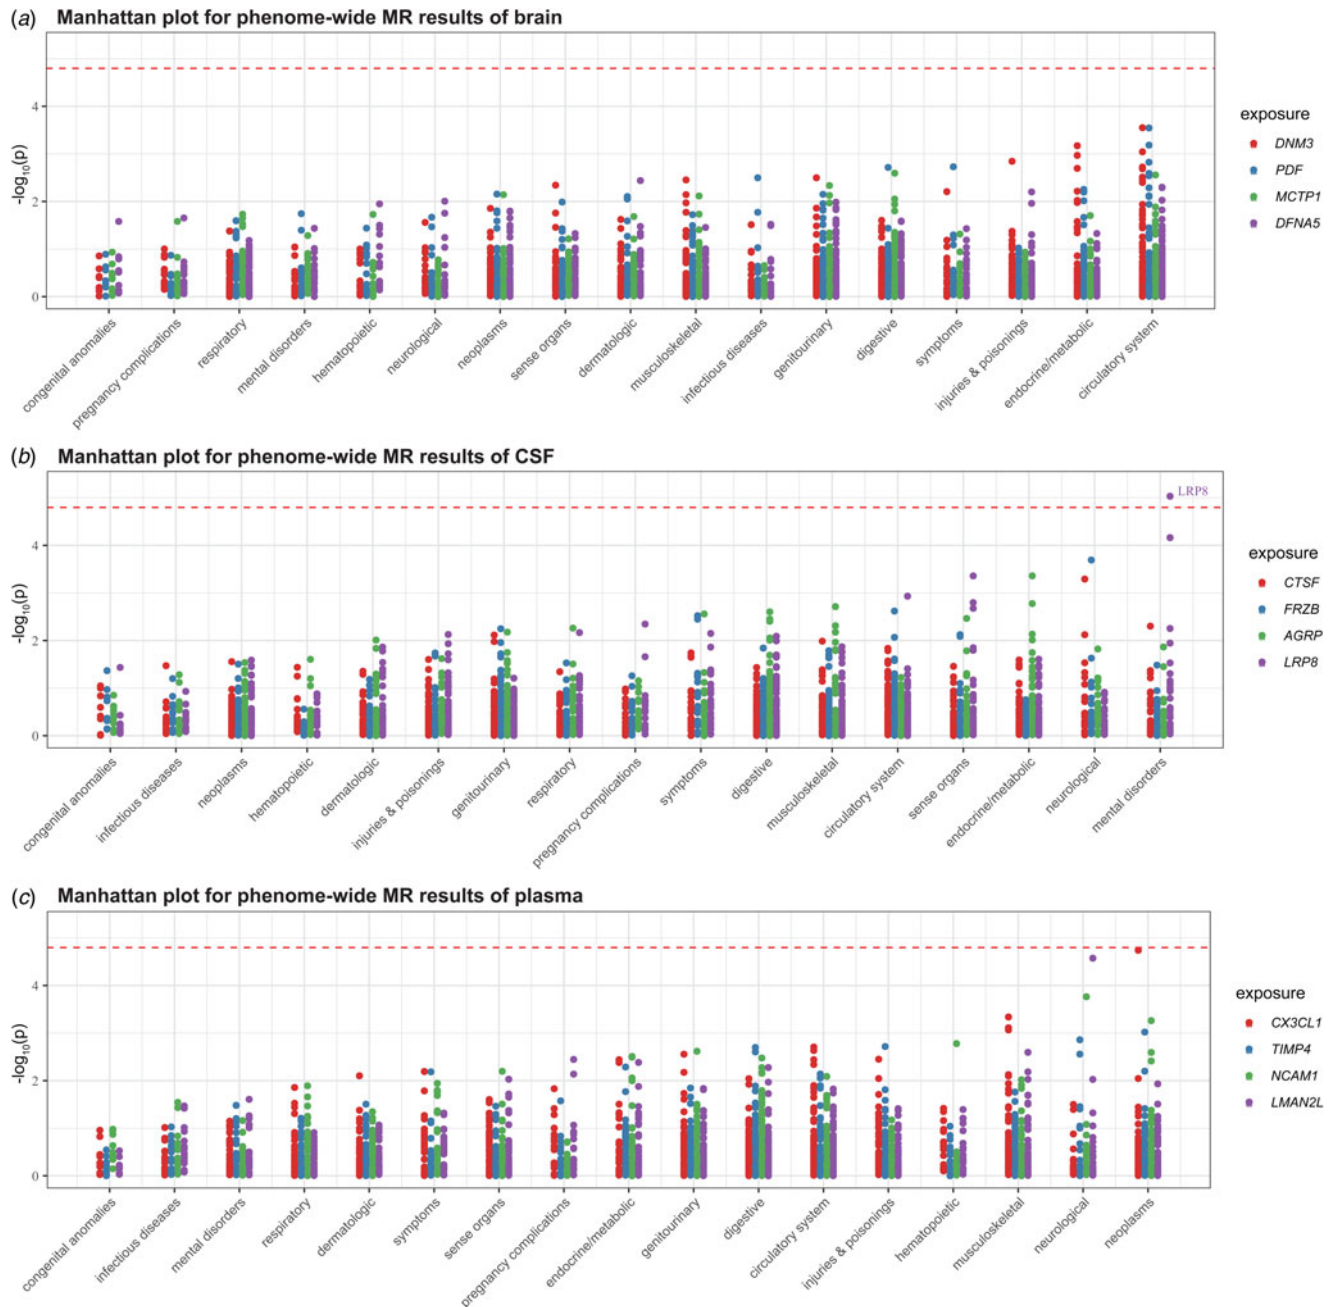 (a) Manhattan plot for phenome-wide MR results of brain
-log10(p)
4
2
0
congenital anomalies
pregnancy complications
respiratory
mental disorders
hematopoietic
neurological
neoplasms
sense organs
dermatologic
musculoskeletal
infectious diseases
genitourinary
digestive
symptoms
injuries & poisonings
endocrine/metabolic
circulatory system
exposure
DNM3
PDF
MCTP1
DFNA5
(b) Manhattan plot for phenome-wide MR results of CSF
LRP8
-log10(p)
4
2
0
congenital anomalies
infectious diseases
neoplasms
hematopoietic
dermatologic
injuries & poisonings
genitourinary
respiratory
pregnancy complications
symptoms
digestive
musculoskeletal
circulatory system
sense organs
endocrine/metabolic
neurological
mental disorders
exposure
CTSF
FRZB
AGRP
LRP8
(c) Manhattan plot for phenome-wide MR results of plasma
-log10(p)
4
2
0
congenital anomalies
infectious diseases
mental disorders
respiratory
dermatologic
symptoms
sense organs
pregnancy complications
endocrine/metabolic
genitourinary
digestive
circulatory system
injuries & poisonings
hematopoietic
musculoskeletal
neurological
neoplasms
exposure
CX3CL1
TIMP4
NCAM1
LMAN2L